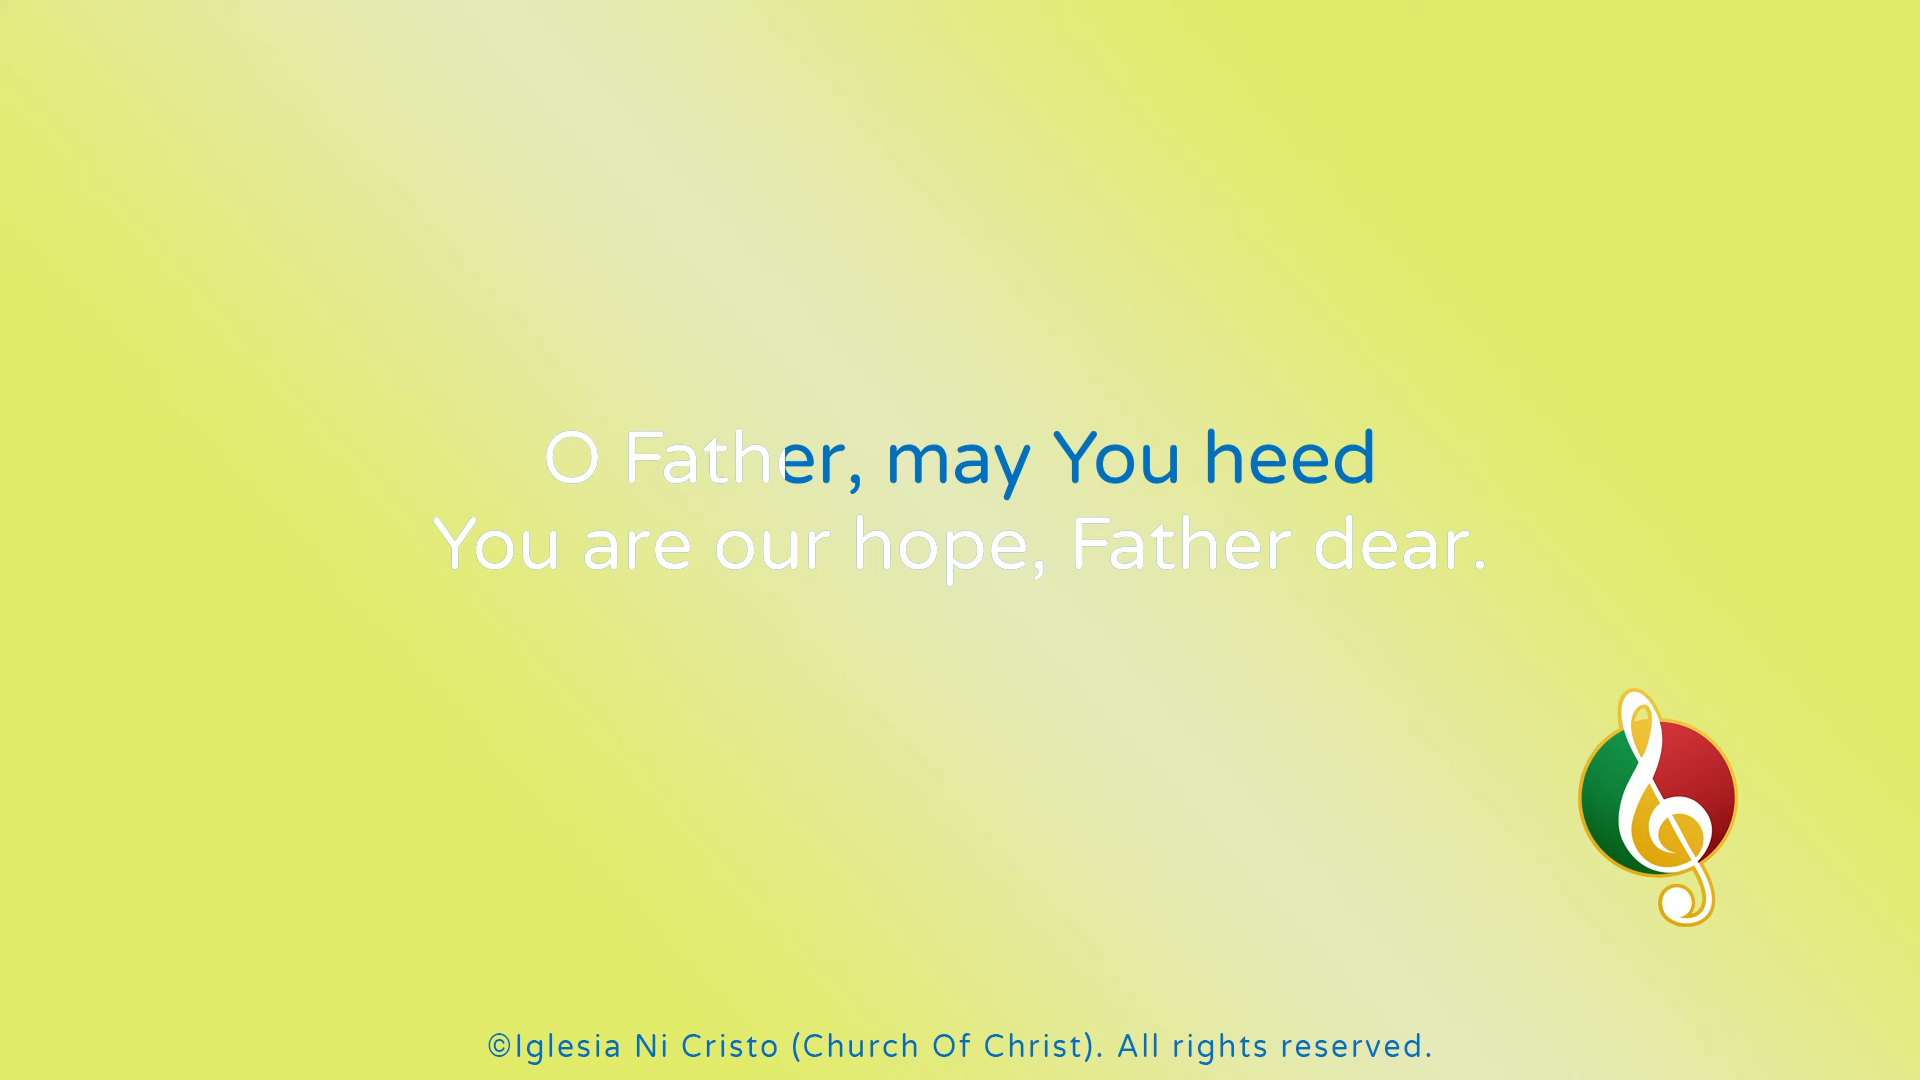 O Father, may You heed
You are our hope, Father dear.
©Iglesia Ni Cristo (Church Of Christ). All rights reserved.